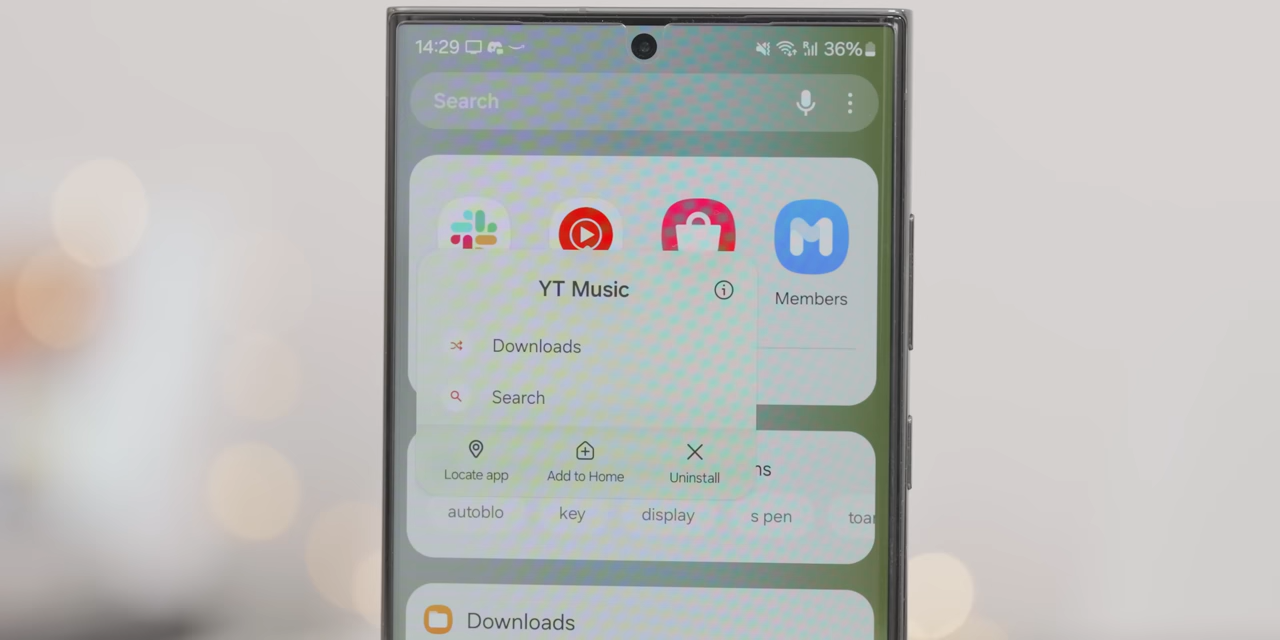 14:29 36%
Search
YT Music
Members
Downloads
Search
Locate app Add to Home Uninstall
autoblo key display s pen
Downloads